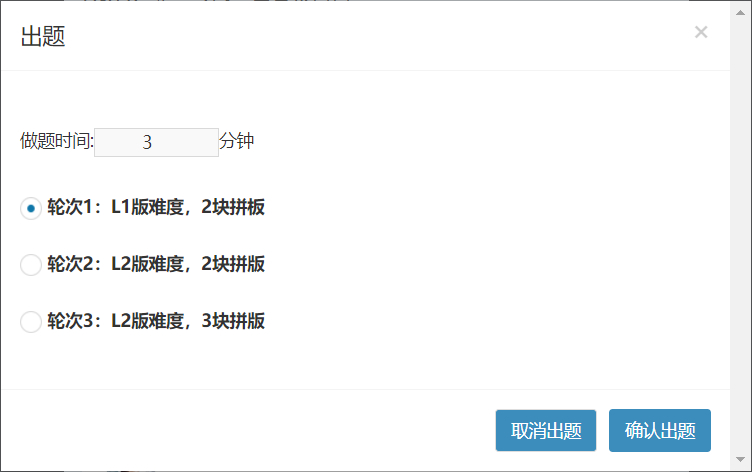 出题
×
做题时间:3分钟
轮次1：L1版难度，2块拼板
轮次2：L2版难度，2块拼版
轮次3：L2版难度，3块拼版
取消出题 确认出题